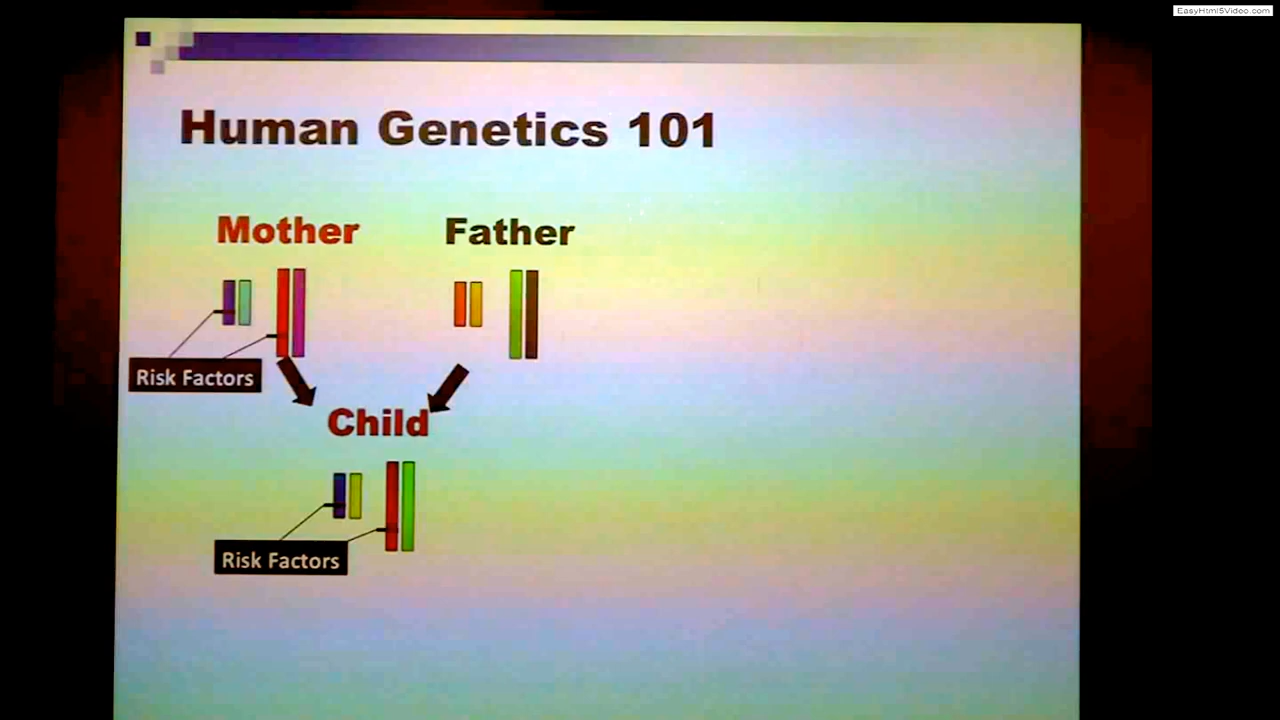 EasyHtml5Video.com
Human Genetics 101
Mother
Father
Risk Factors
Child
Risk Factors